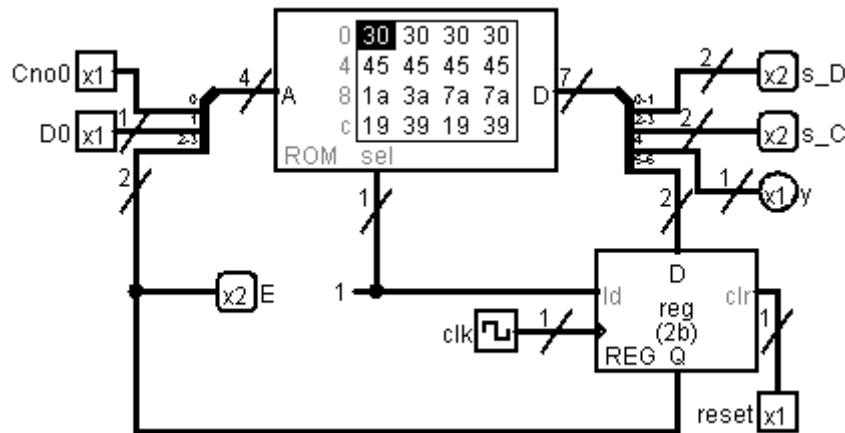 0 30 30 30 30
4 45 45 45 45
8 1a 3a 7a 7a
c 19 39 19 39
A
D
ROM sel
Cno0 x1
D0 x1
4
7
0
1
2-3
1
2
0-1
2-3
4
5-6
2
x2 s_D
2
x2 s_C
1
x1 y
2
1
x2 E
1
D
ld
clr
reg
(2b)
REG Q
clk
1
1
reset x1